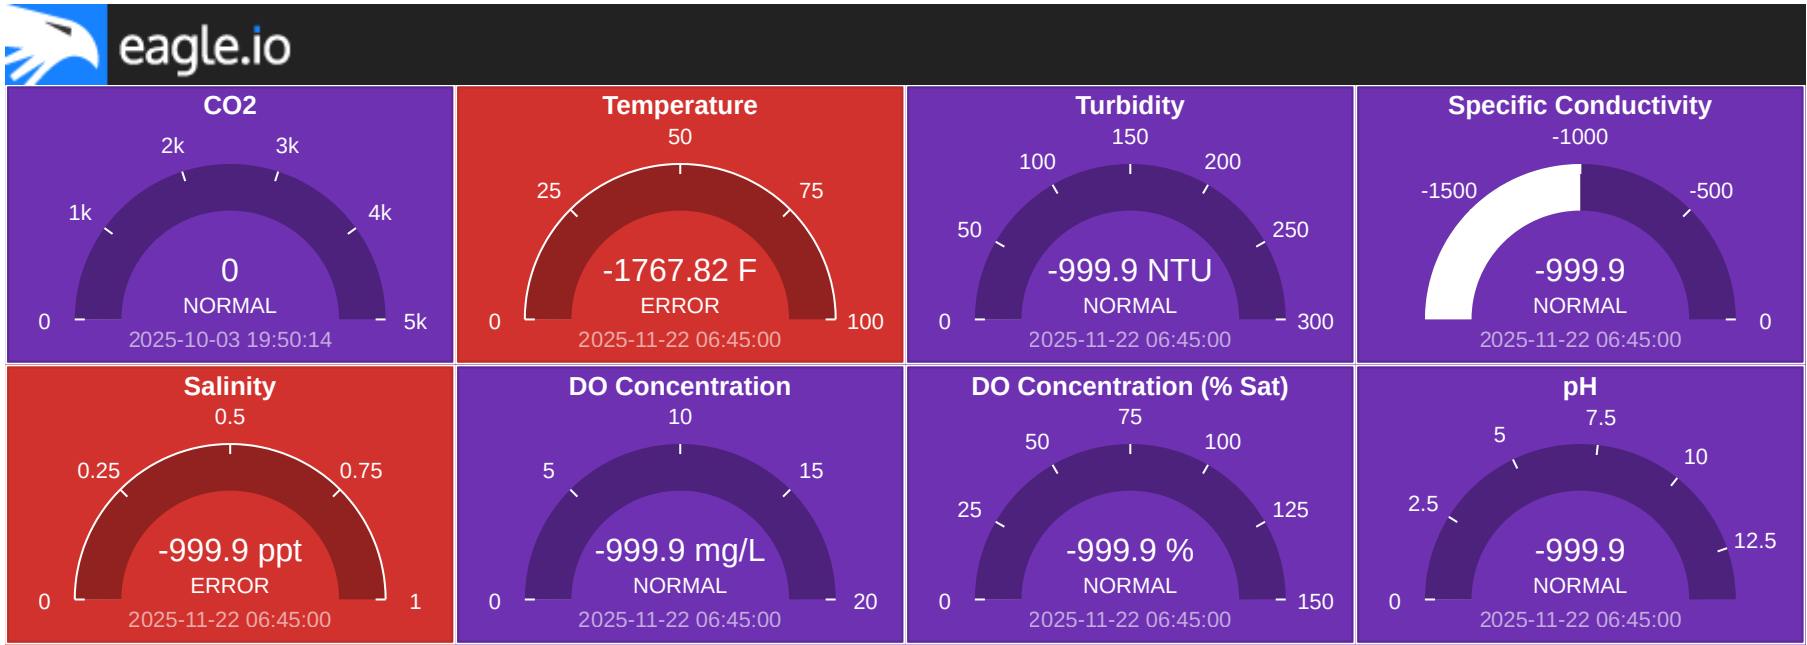 eagle.io
CO2
0
1k
2k
3k
4k
5k
0
NORMAL
2025-10-03 19:50:14
Temperature
0
25
50
75
100
-1767.82 F
ERROR
2025-11-22 06:45:00
Turbidity
0
50
100
150
200
250
300
-999.9 NTU
NORMAL
2025-11-22 06:45:00
Specific Conductivity
-1500
-1000
-500
0
-999.9
NORMAL
2025-11-22 06:45:00
Salinity
0
0.25
0.5
0.75
1
-999.9 ppt
ERROR
2025-11-22 06:45:00
DO Concentration
0
5
10
15
20
-999.9 mg/L
NORMAL
2025-11-22 06:45:00
DO Concentration (% Sat)
0
25
50
75
100
125
150
-999.9 %
NORMAL
2025-11-22 06:45:00
pH
0
2.5
5
7.5
10
12.5
-999.9
NORMAL
2025-11-22 06:45:00